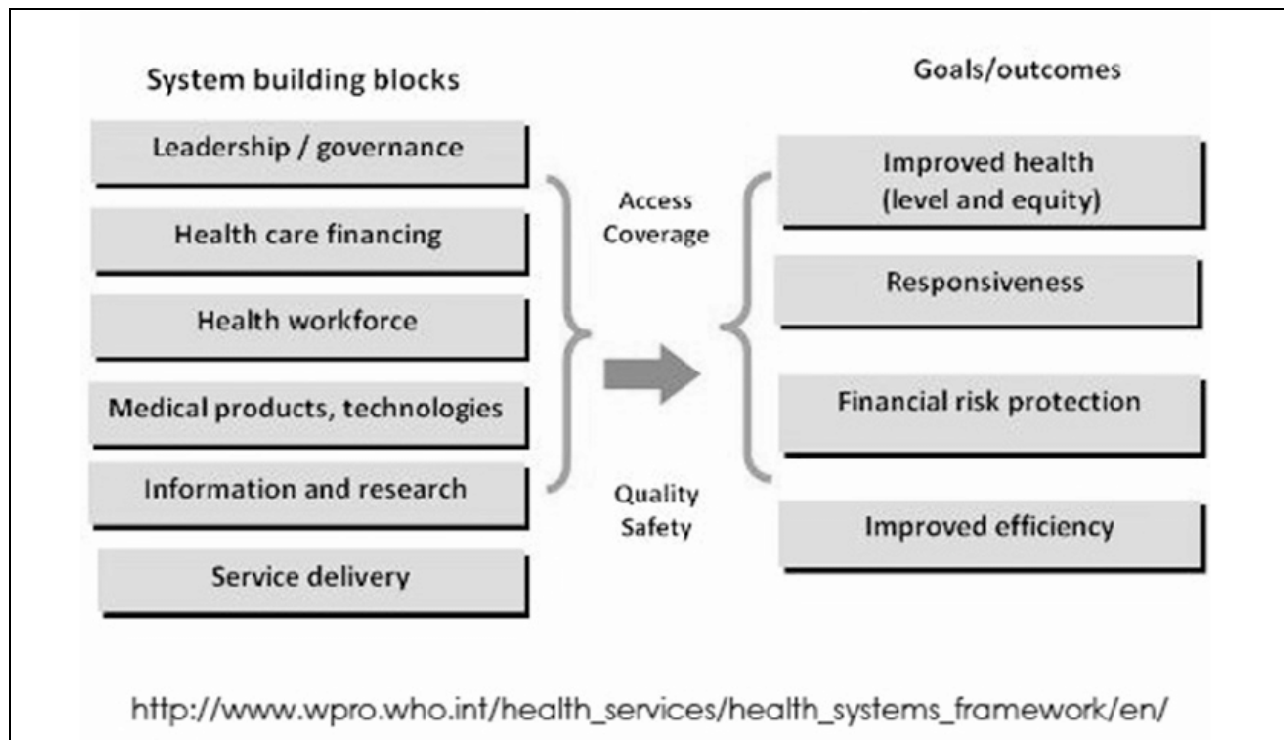 System building blocks
Leadership / governance
Health care financing
Health workforce
Medical products, technologies
Information and research
Service delivery
Access
Coverage
Quality
Safety
Goals/outcomes
Improved health
(level and equity)
Responsiveness
Financial risk protection
Improved efficiency
http://www.wpro.who.int/health_services/health_systems_framework/en/